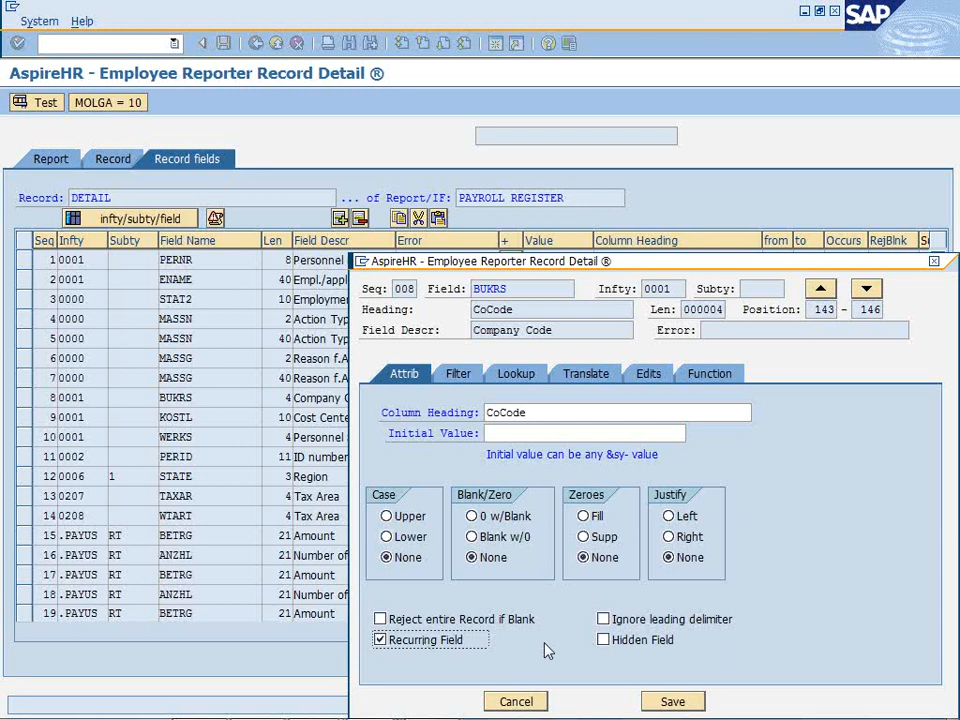 System Help
SAP
AspireHR - Employee Reporter Record Detail ®
Test MOLGA = 10
Report Record Record fields
Record: DETAIL ... of Report/IF: PAYROLL REGISTER
infty/subty/field
Seq Infty Subty Field Name Len Field Descr Error + Value Column Heading from to Occurs RejBlnk
1 0001 PERNR 8 Personnel
2 0001 ENAME 40 Empl./appl
3 0000 STAT2 10 Employmen
4 0000 MASSN 2 Action Typ
5 0000 MASSN 40 Action Typ
6 0000 MASSG 2 Reason f.A
7 0000 MASSG 40 Reason f.A
8 0001 BUKRS 4 Company C
9 0001 KOSTL 10 Cost Cente
10 0001 WERKS 4 Personnel
11 0002 PERID 11 ID number
12 0006 1 STATE 3 Region
13 0207 TAXAR 4 Tax Area
14 0208 WTART 4 Tax Area
15 .PAYUS RT BETRG 21 Amount
16 .PAYUS RT ANZHL 21 Number of
17 .PAYUS RT BETRG 21 Amount
18 .PAYUS RT ANZHL 21 Number of
19 .PAYUS RT BETRG 21 Amount
AspireHR - Employee Reporter Record Detail ®
Seq: 008 Field: BUKRS Infty: 0001 Subty:
Heading: CoCode Len: 000004 Position: 143 - 146
Field Descr: Company Code Error:
Attrib Filter Lookup Translate Edits Function
Column Heading: CoCode
Initial Value:
Initial value can be any &sy- value
Case Blank/Zero Zeroes Justify
Upper 0 w/Blank Fill Left
Lower Blank w/0 Supp Right
None None None None
Reject entire Record if Blank Ignore leading delimiter
Recurring Field Hidden Field
Cancel Save